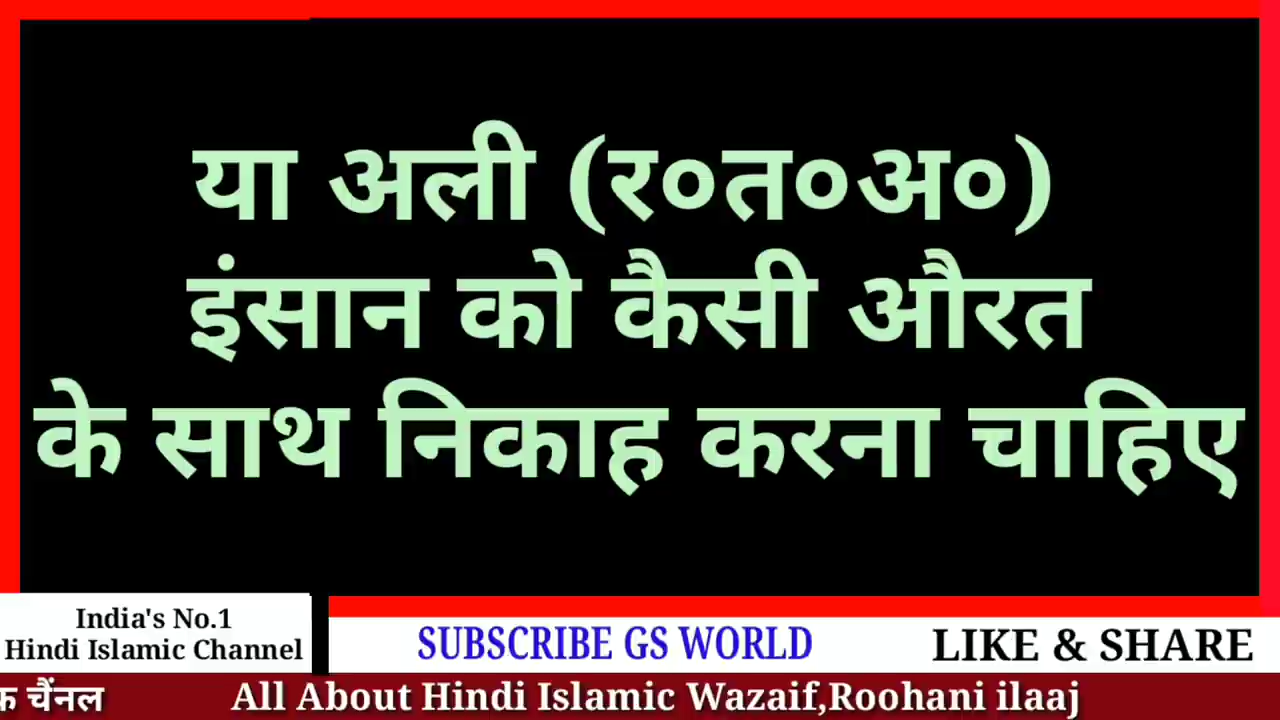 या अली (र०त०अ०)
इंसान को कैसी औरत
के साथ निकाह करना चाहिए
India's No.1
Hindi Islamic Channel
SUBSCRIBE GS WORLD
LIKE & SHARE
चैंनल All About Hindi Islamic Wazaif,Roohani ilaaj